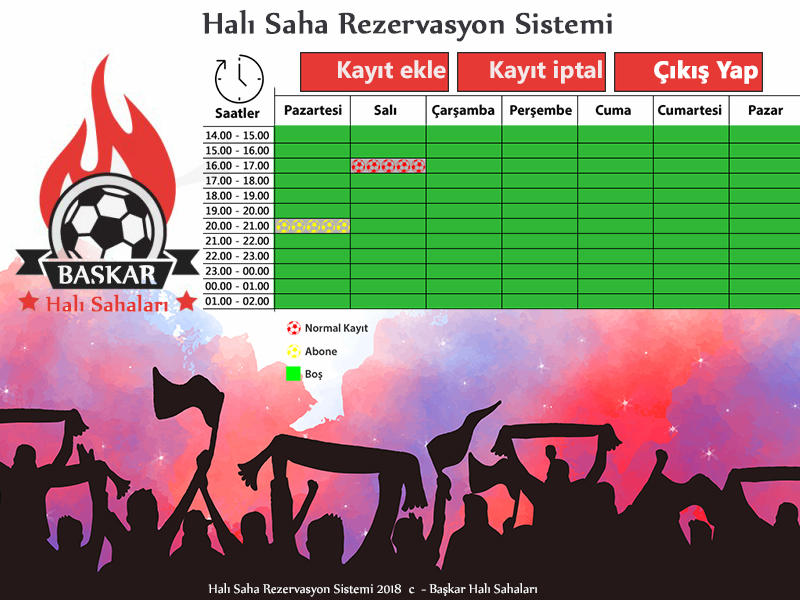 Halı Saha Rezervasyon Sistemi
Kayıt ekle Kayıt iptal Çıkış Yap
Saatler Pazartesi Salı Çarşamba Perşembe Cuma Cumartesi Pazar
14.00 - 15.00
15.00 - 16.00
16.00 - 17.00
17.00 - 18.00
18.00 - 19.00
19.00 - 20.00
20.00 - 21.00
21.00 - 22.00
22.00 - 23.00
23.00 - 00.00
00.00 - 01.00
01.00 - 02.00
BAŞKAR
Halı Sahaları
Normal Kayıt
Abone
Boş
Halı Saha Rezervasyon Sistemi 2018 c - Başkar Halı Sahaları